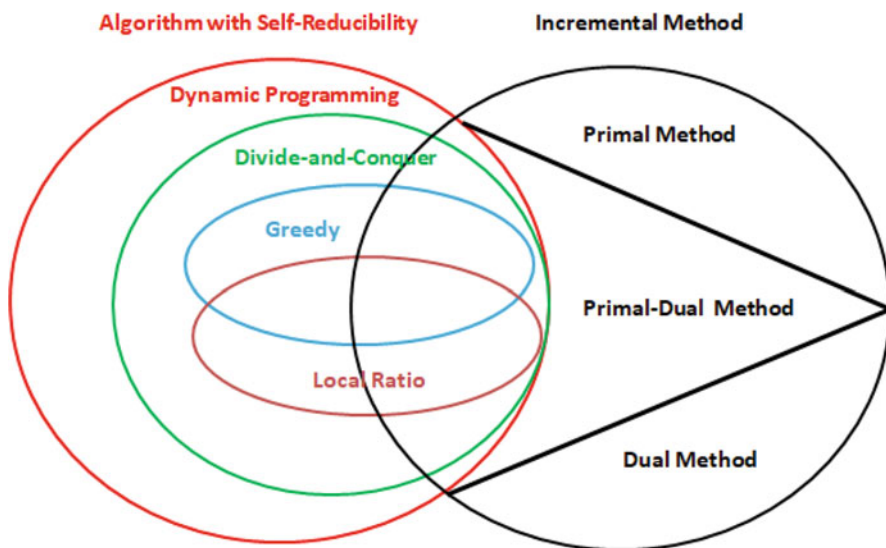 Algorithm with Self-Reducibility
Incremental Method
Dynamic Programming
Primal Method
Divide-and-Conquer
Greedy
Primal-Dual Method
Local Ratio
Dual Method